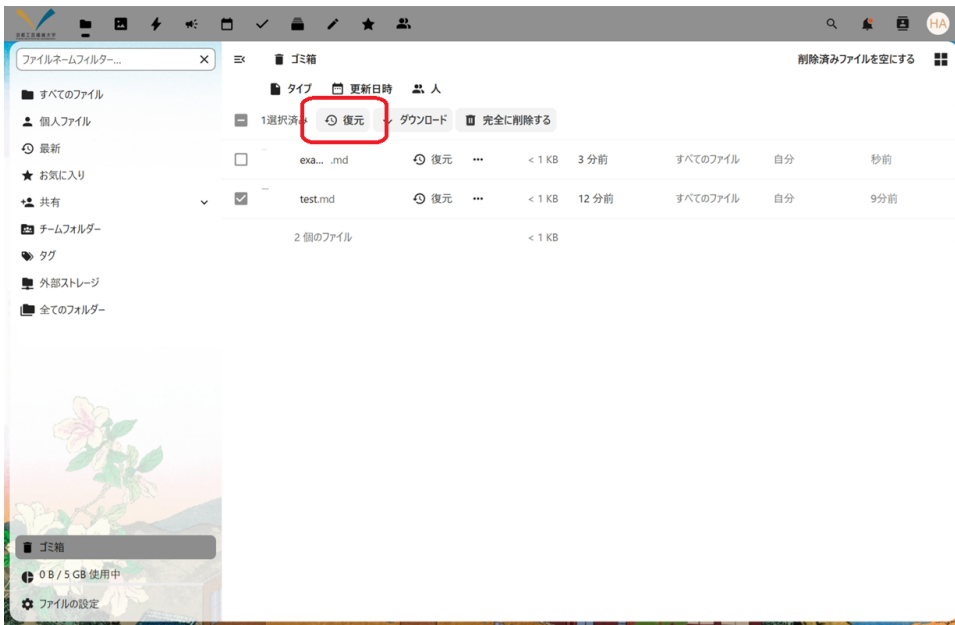 HA
ファイルネームフィルター...
ゴミ箱
削除済みファイルを空にする
すべてのファイル
タイプ 更新日時 人
個人ファイル
1選択済み 復元 ダウンロード 完全に削除する
最新
exa... .md 復元 ... < 1 KB 3 分前 すべてのファイル 自分 秒前
お気に入り
共有
test.md 復元 ... < 1 KB 12 分前 すべてのファイル 自分 9分前
チームフォルダー
2 個のファイル < 1 KB
タグ
外部ストレージ
全てのフォルダー
ゴミ箱
0 B / 5 GB 使用中
ファイルの設定